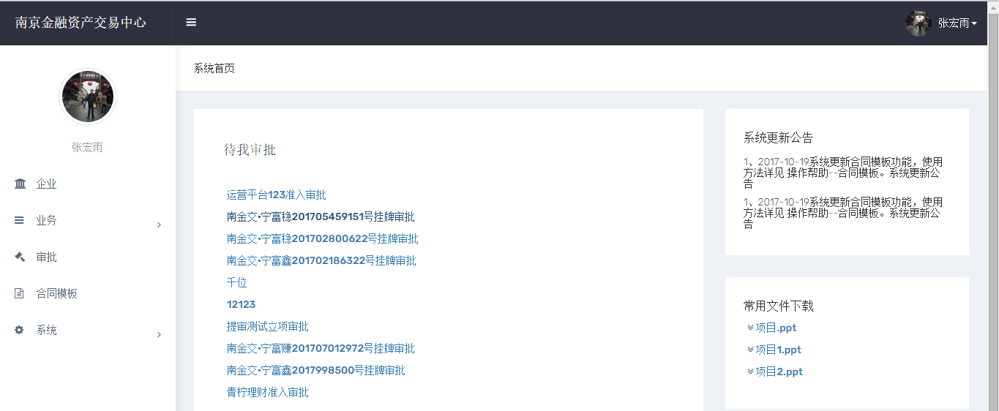 南京金融资产交易中心
张宏雨
张宏雨
企业
业务
审批
合同模板
系统
系统首页
待我审批
运营平台123准入审批
南金交·宁富稳201705459151号挂牌审批
南金交·宁富稳201702800622号挂牌审批
南金交·宁富鑫201702186322号挂牌审批
千位
12123
提审测试立项审批
南金交·宁富赚201707012972号挂牌审批
南金交·宁富鑫2017998500号挂牌审批
青柠理财准入审批
系统更新公告
1、2017-10-19系统更新合同模板功能，使用
方法详见 操作帮助--合同模板。系统更新公
告
1、2017-10-19系统更新合同模板功能，使用
方法详见 操作帮助--合同模板。系统更新公
告
常用文件下载
项目.ppt
项目1.ppt
项目2.ppt